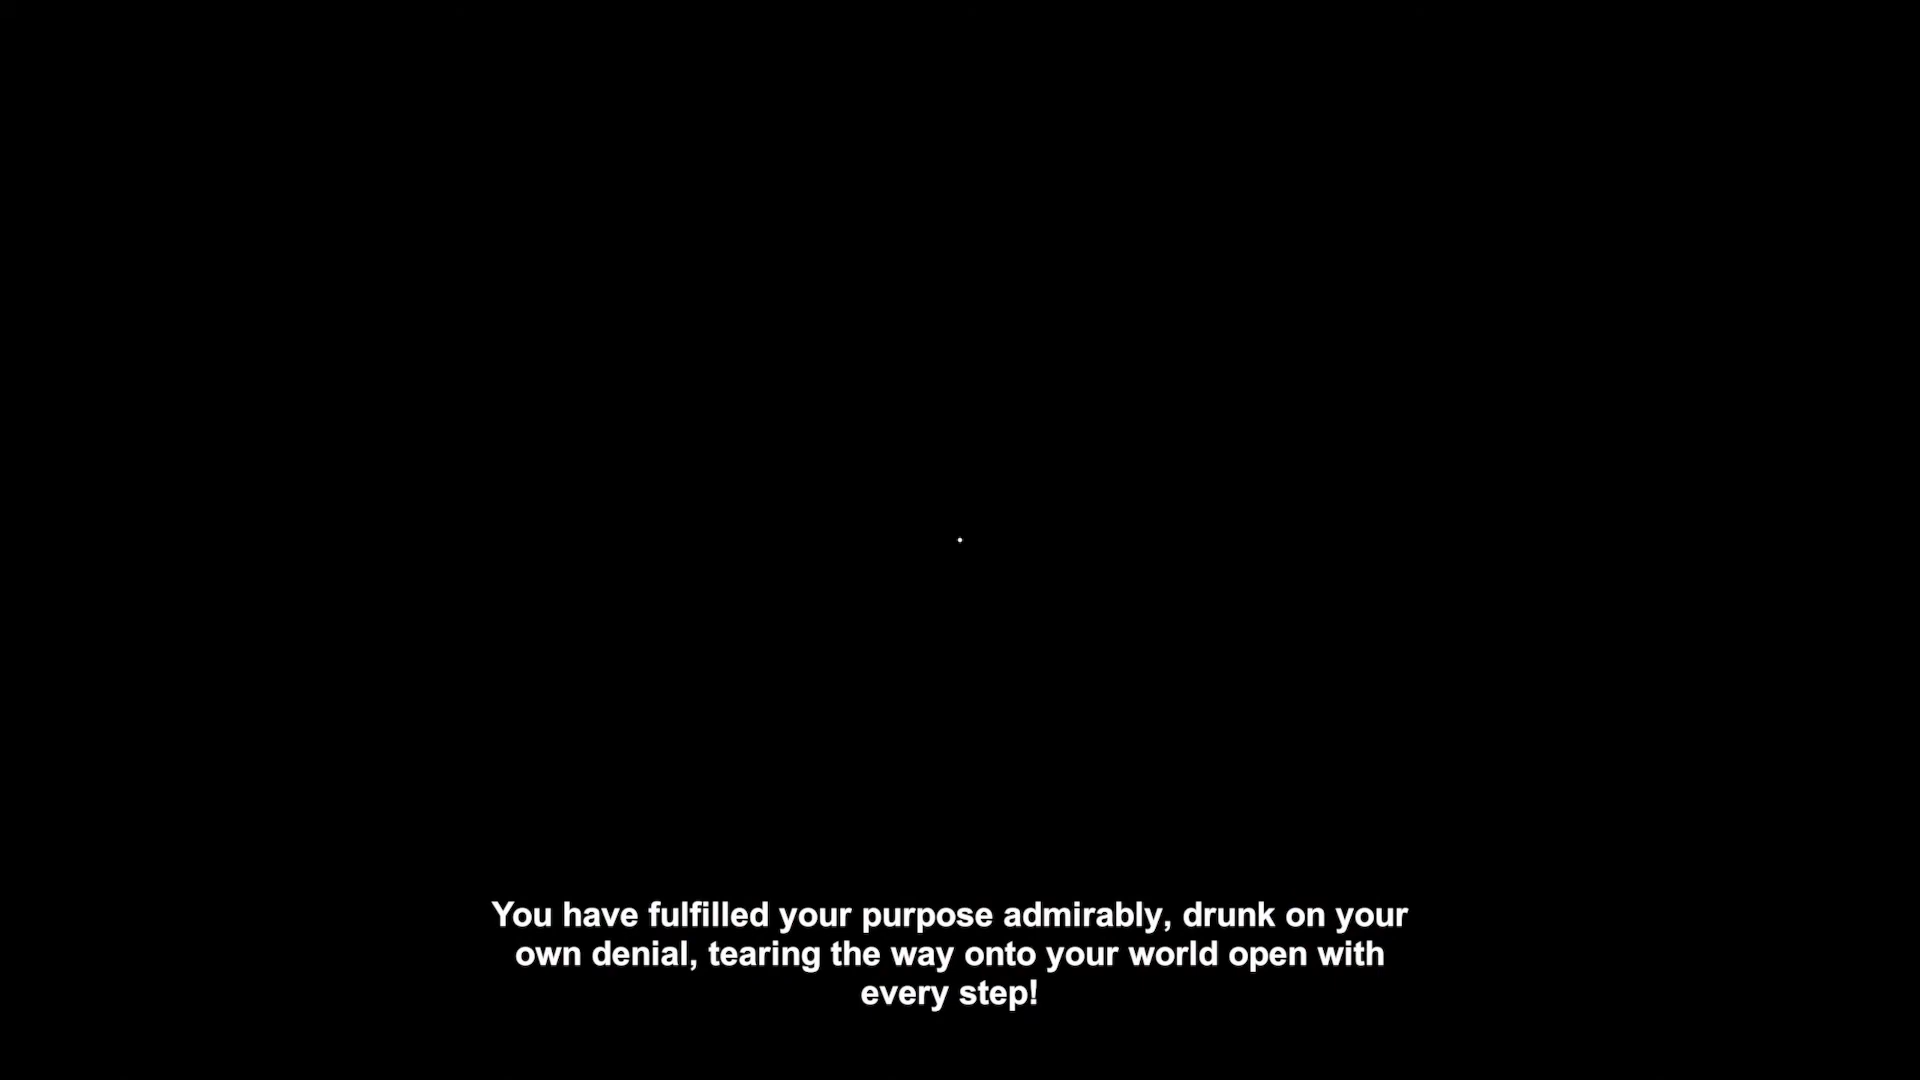 You have fulfilled your purpose admirably, drunk on your
own denial, tearing the way onto your world open with
every step!